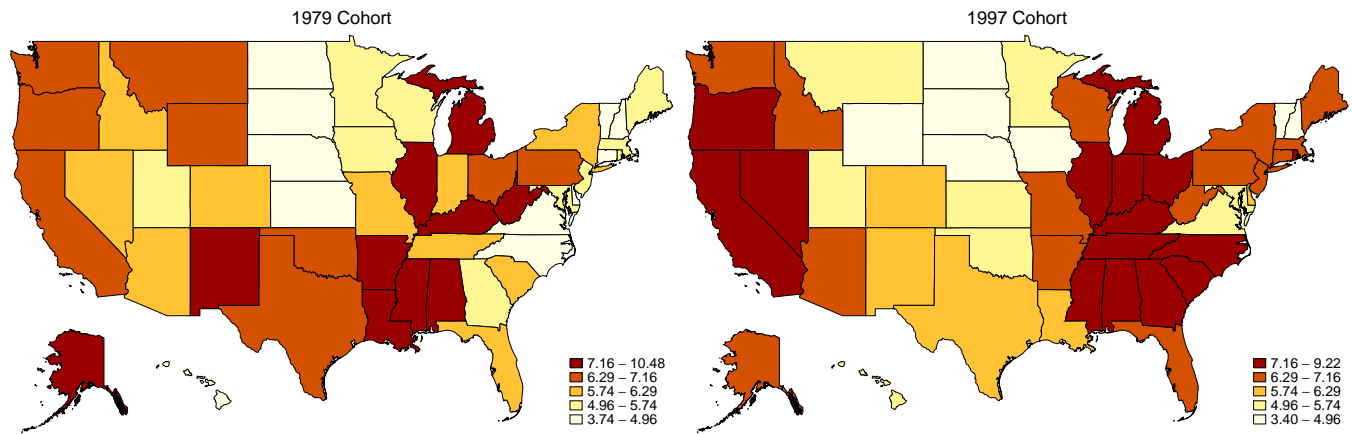 1979 Cohort
7.16 – 10.48
6.29 – 7.16
5.74 – 6.29
4.96 – 5.74
3.74 – 4.96
1997 Cohort
7.16 – 9.22
6.29 – 7.16
5.74 – 6.29
4.96 – 5.74
3.40 – 4.96